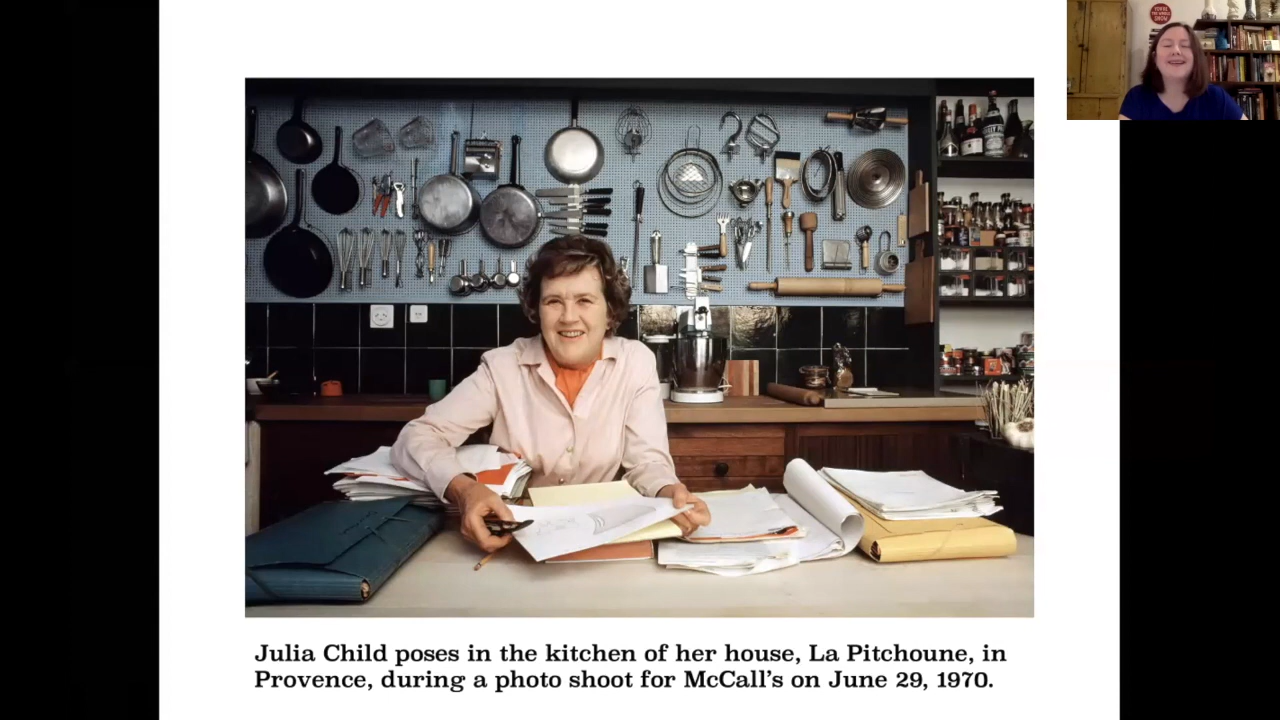 Julia Child poses in the kitchen of her house, La Pitchoune, in
Provence, during a photo shoot for McCall's on June 29, 1970.